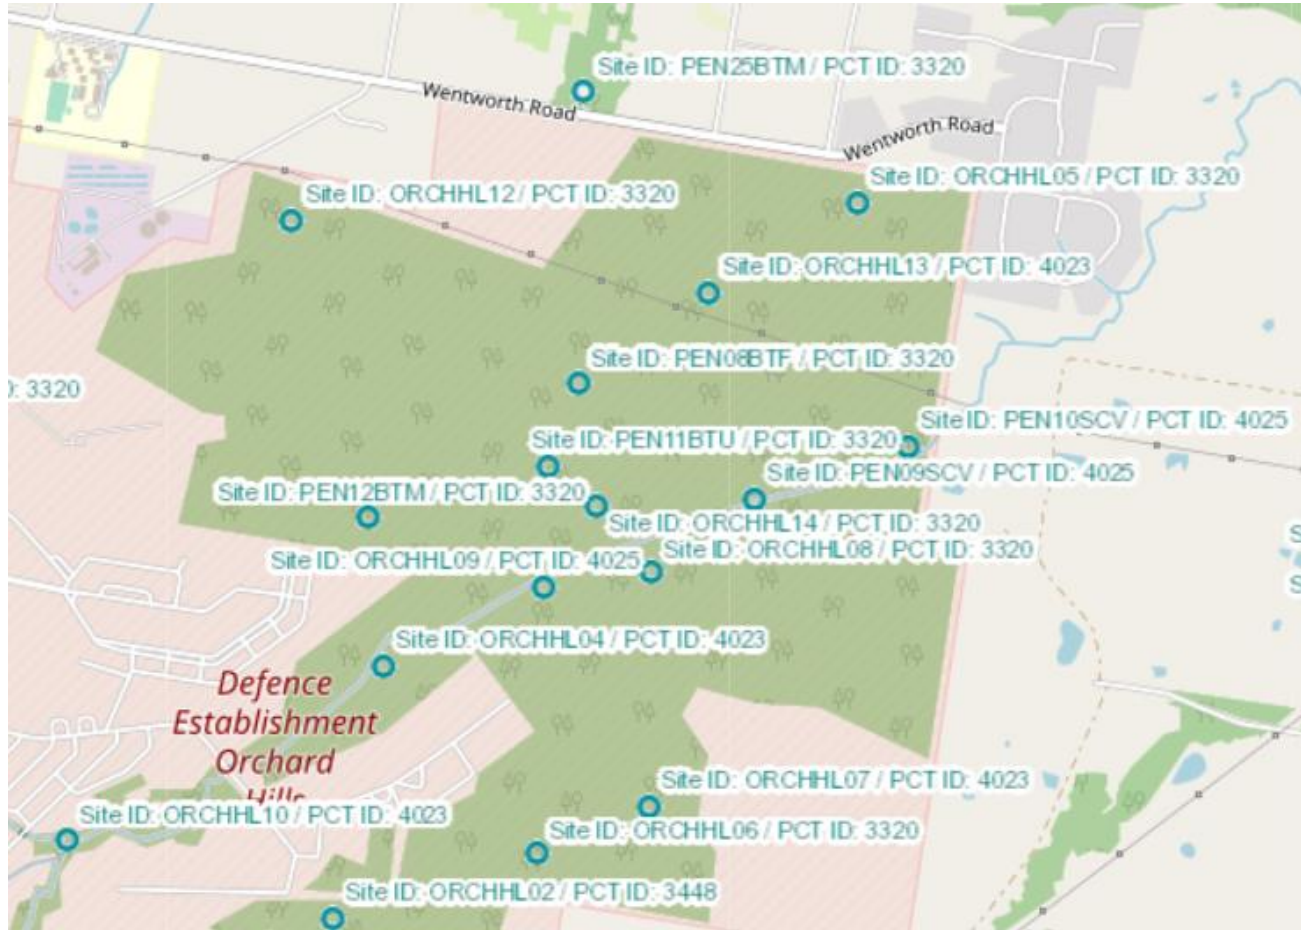 Site ID: PEN25BTM / PCT ID: 3320
Wentworth Road
Wentworth Road
Site ID: ORCHHL05 / PCT ID: 3320
Site ID: ORCHHL12 / PCT ID: 3320
Site ID: ORCHHL13 / PCT ID: 4023
Site ID: PEN08BTF / PCT ID: 3320
: 3320
Site ID: PEN10SCV / PCT ID: 4025
Site ID: PEN11BTU / PCT ID: 3320
Site ID: PEN09SCV / PCT ID: 4025
Site ID: PEN12BTM / PCT ID: 3320
Site ID: ORCHHL14 / PCT ID: 3320
S
Site ID: ORCHHL08 / PCT ID: 3320
Site ID: ORCHHL09 / PCT ID: 4025
S
Site ID: ORCHHL04 / PCT ID: 4023
Defence
Establishment
Orchard
Hills
Site ID: ORCHHL07 / PCT ID: 4023
Site ID: ORCHHL10 / PCT ID: 4023
Site ID: ORCHHL06 / PCT ID: 3320
Site ID: ORCHHL02 / PCT ID: 3448